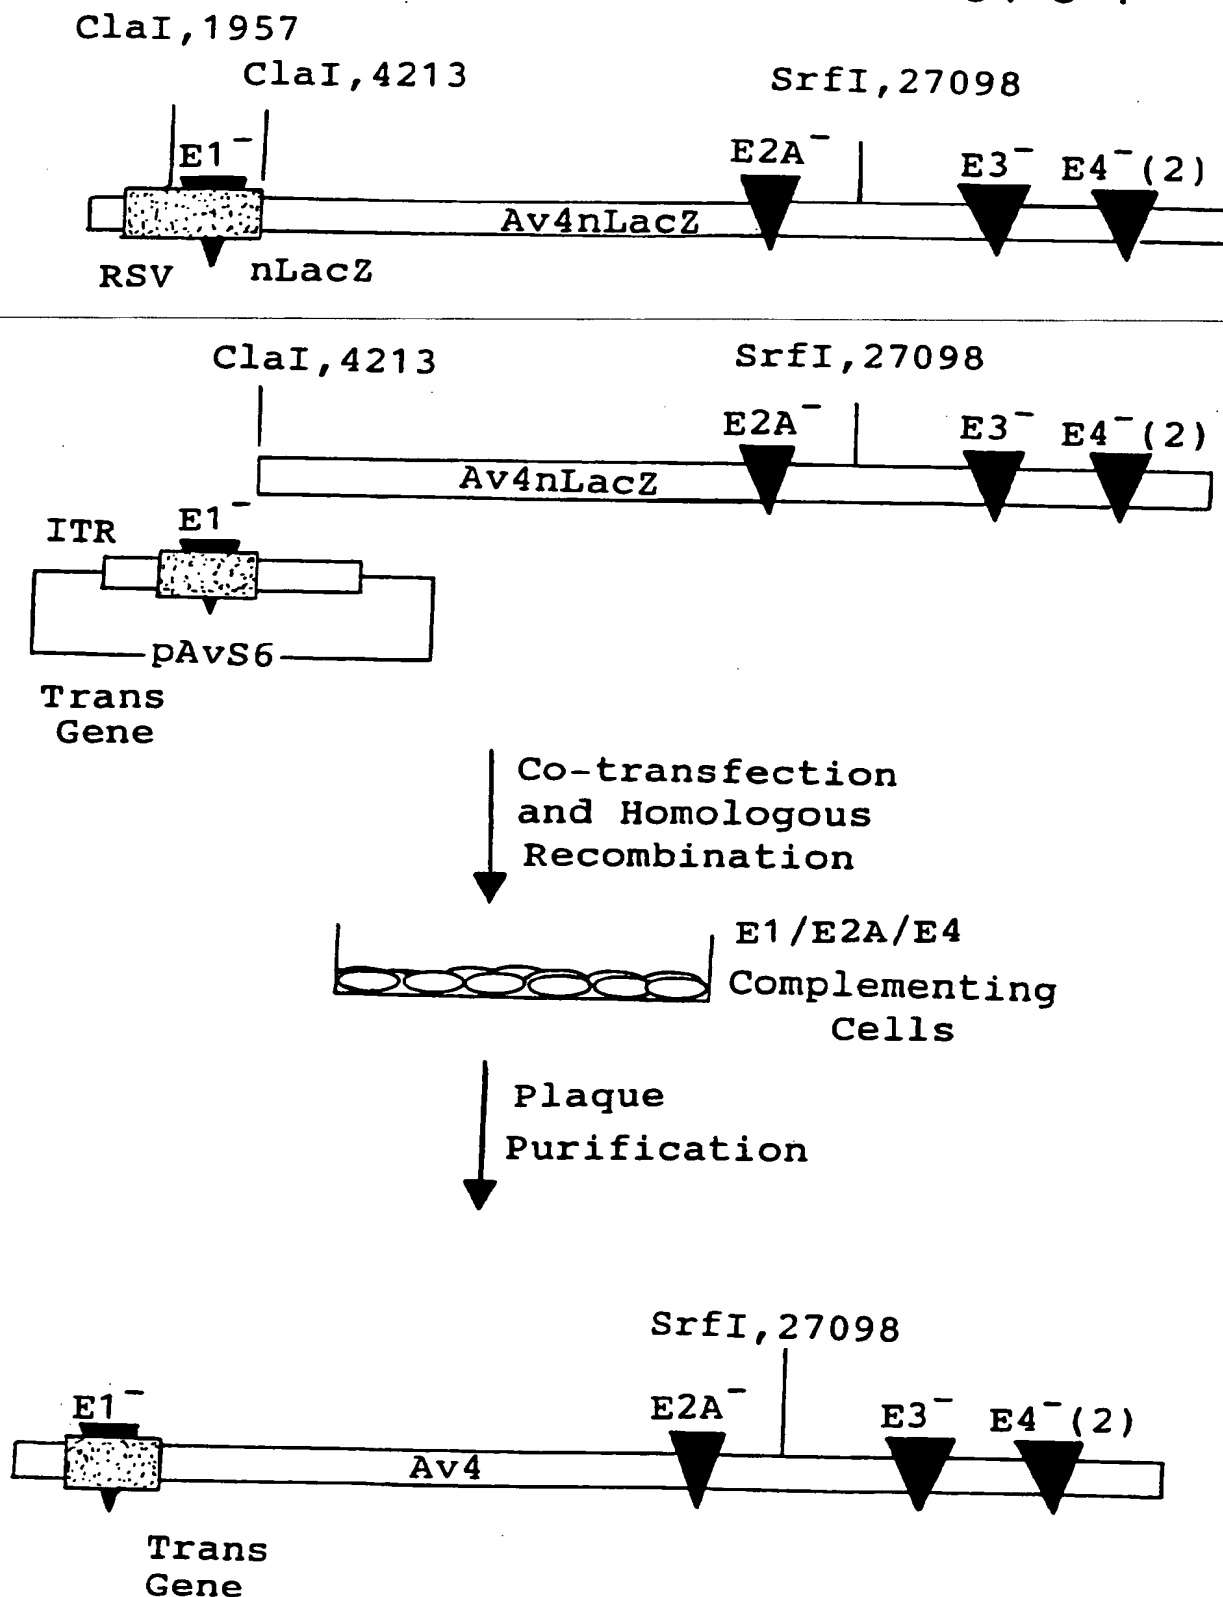 ClaI,1957
ClaI,4213
SrfI,27098
E1⁻
E2A⁻
E3⁻
E4⁻(2)
Av4nLacZ
RSV
nLacZ
ClaI,4213
SrfI,27098
E2A⁻
E3⁻
E4⁻(2)
Av4nLacZ
ITR
E1⁻
pAvS6
Trans
Gene
Co-transfection
and Homologous
Recombination
E1/E2A/E4
Complementing
Cells
Plaque
Purification
SrfI,27098
E1⁻
E2A⁻
E3⁻
E4⁻(2)
Av4
Trans
Gene